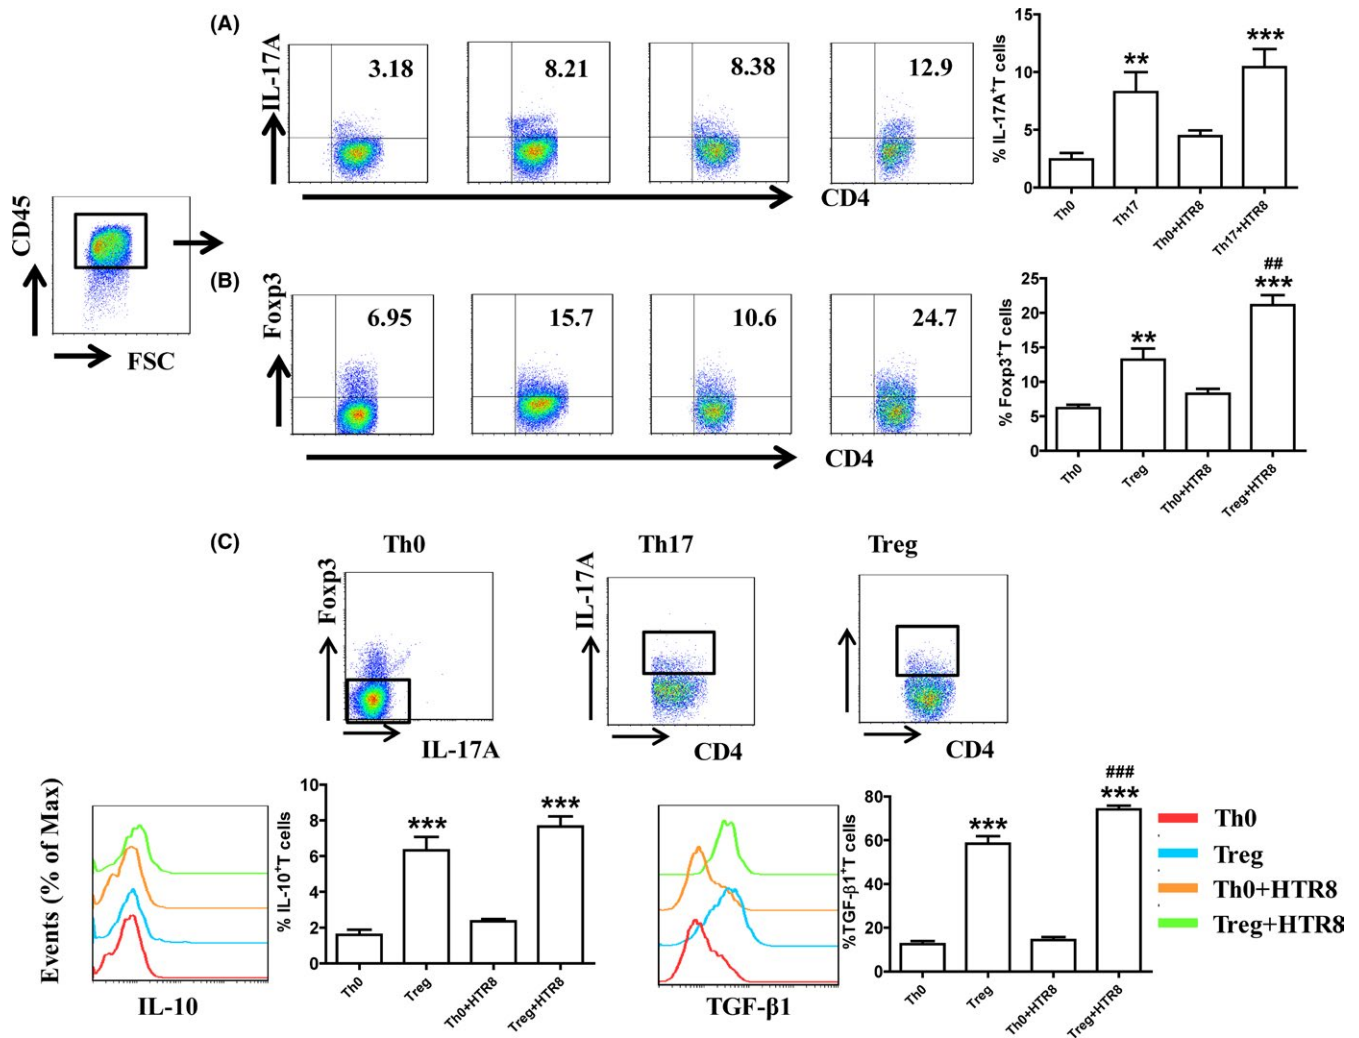 (A)
IL-17A
3.18
8.21
8.38
12.9
CD4
% IL-17A⁺T cells
15
10
5
0
**
***
Th0
Th17
Th0+HTR8
Th17+HTR8
CD45
FSC
(B)
Foxp3
6.95
15.7
10.6
24.7
CD4
% Foxp3⁺T cells
25
20
15
10
5
0
**
##
***
Th0
Treg
Th0+HTR8
Treg+HTR8
(C)
Th0
Th17
Treg
Foxp3
IL-17A
IL-17A
CD4
CD4
Events (% of Max)
IL-10
% IL-10⁺T cells
10
8
6
4
2
0
***
***
Th0
Treg
Th0+HTR8
Treg+HTR8
TGF-β1
%TGF-β1⁺T cells
80
60
40
20
0
***
###
***
Th0
Treg
Th0+HTR8
Treg+HTR8
Th0
Treg
Th0+HTR8
Treg+HTR8